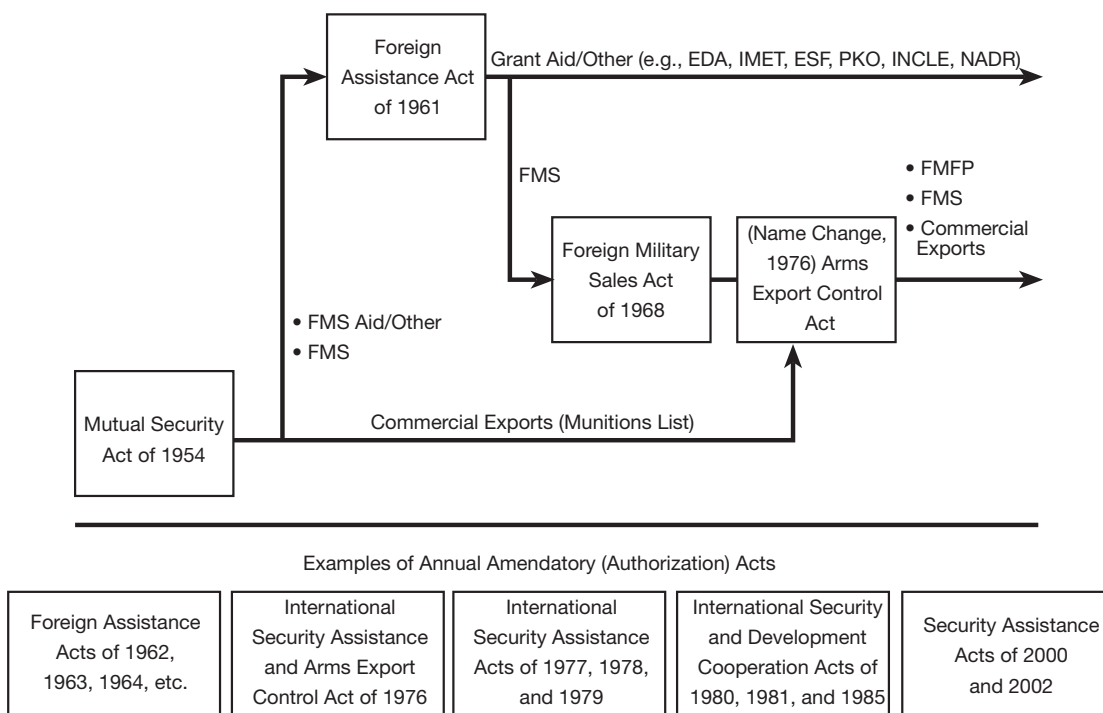 Foreign
Assistance Act
of 1961
Grant Aid/Other (e.g., EDA, IMET, ESF, PKO, INCLE, NADR)
FMS
• FMFP
• FMS
• Commercial
Exports
Foreign Military
Sales Act
of 1968
(Name Change,
1976) Arms
Export Control
Act
• FMS Aid/Other
• FMS
Mutual Security
Act of 1954
Commercial Exports (Munitions List)
Examples of Annual Amendatory (Authorization) Acts
Foreign Assistance
Acts of 1962,
1963, 1964, etc.
International
Security Assistance
and Arms Export
Control Act of 1976
International
Security Assistance
Acts of 1977, 1978,
and 1979
International Security
and Development
Cooperation Acts of
1980, 1981, and 1985
Security Assistance
Acts of 2000
and 2002